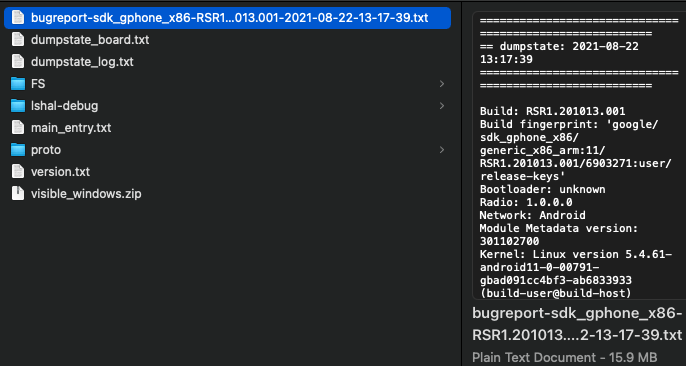 bugreport-sdk_gphone_x86-RSR1...013.001-2021-08-22-13-17-39.txt
dumpstate_board.txt
dumpstate_log.txt
FS
lshal-debug
main_entry.txt
proto
version.txt
visible_windows.zip
==============================
==========================
== dumpstate: 2021-08-22
13:17:39
==============================
==========================
Build: RSR1.201013.001
Build fingerprint: 'google/
sdk_gphone_x86/
generic_x86_arm:11/
RSR1.201013.001/6903271:user/
release-keys'
Bootloader: unknown
Radio: 1.0.0.0
Network: Android
Module Metadata version:
301102700
Kernel: Linux version 5.4.61-
android11-0-00791-
gbad091cc4bf3-ab6833933
(build-user@build-host)
bugreport-sdk_gphone_x86-
RSR1.201013....2-13-17-39.txt
Plain Text Document - 15.9 MB